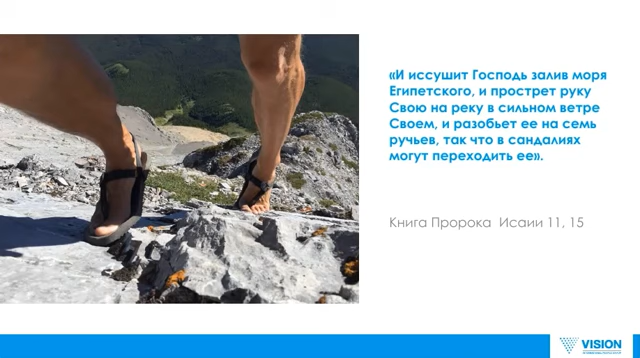 «И иссушит Господь залив моря
Египетского, и прострет руку
Свою на реку в сильном ветре
Своем, и разобьет ее на семь
ручьев, так что в сандалиях
могут переходить ее».
Книга Пророка Исаии 11, 15
VISION